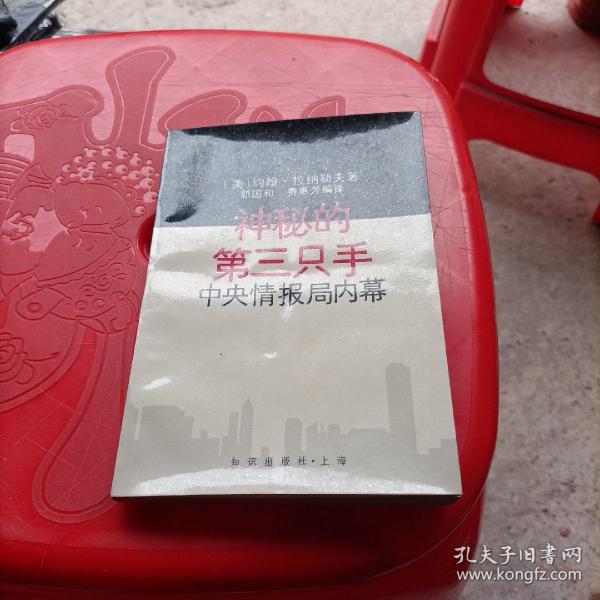 [美]约翰·拉纳勒夫著
郭国和 费惠芳编译
神秘的
第三只手
中央情报局内幕
知识出版社·上海
孔夫子旧书网
www.kongfz.com